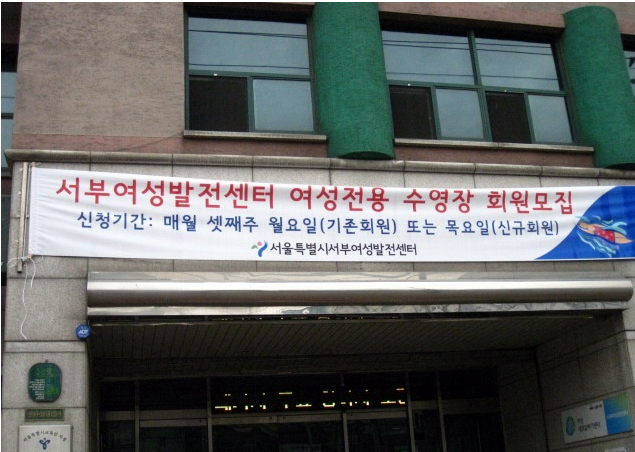 서부여성발전센터 여성전용 수영장 회원모집
신청기간: 매월 셋째주 월요일(기존회원) 또는 목요일(신규회원)
서울특별시서부여성발전센터
ADT